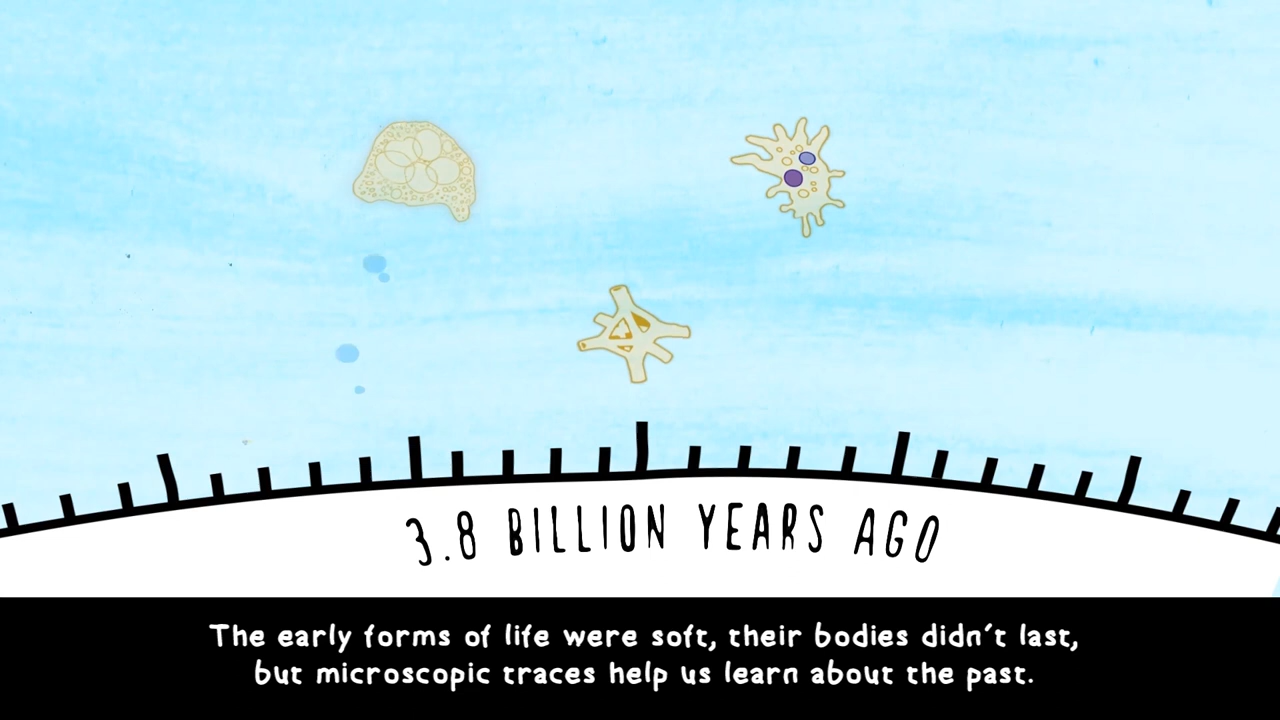 3.8 BILLION YEARS AGO
The early forms of life were soft, their bodies didn't last,
but microscopic traces help us learn about the past.